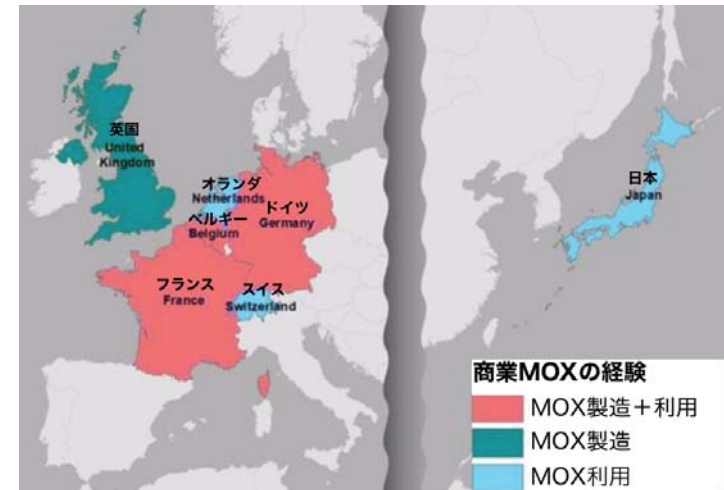 英国
United
Kingdom
オランダ
Netherlands
ベルギー
Belgium
ドイツ
Germany
フランス
France
スイス
Switzerland
日本
Japan
商業MOXの経験
MOX製造＋利用
MOX製造
MOX利用